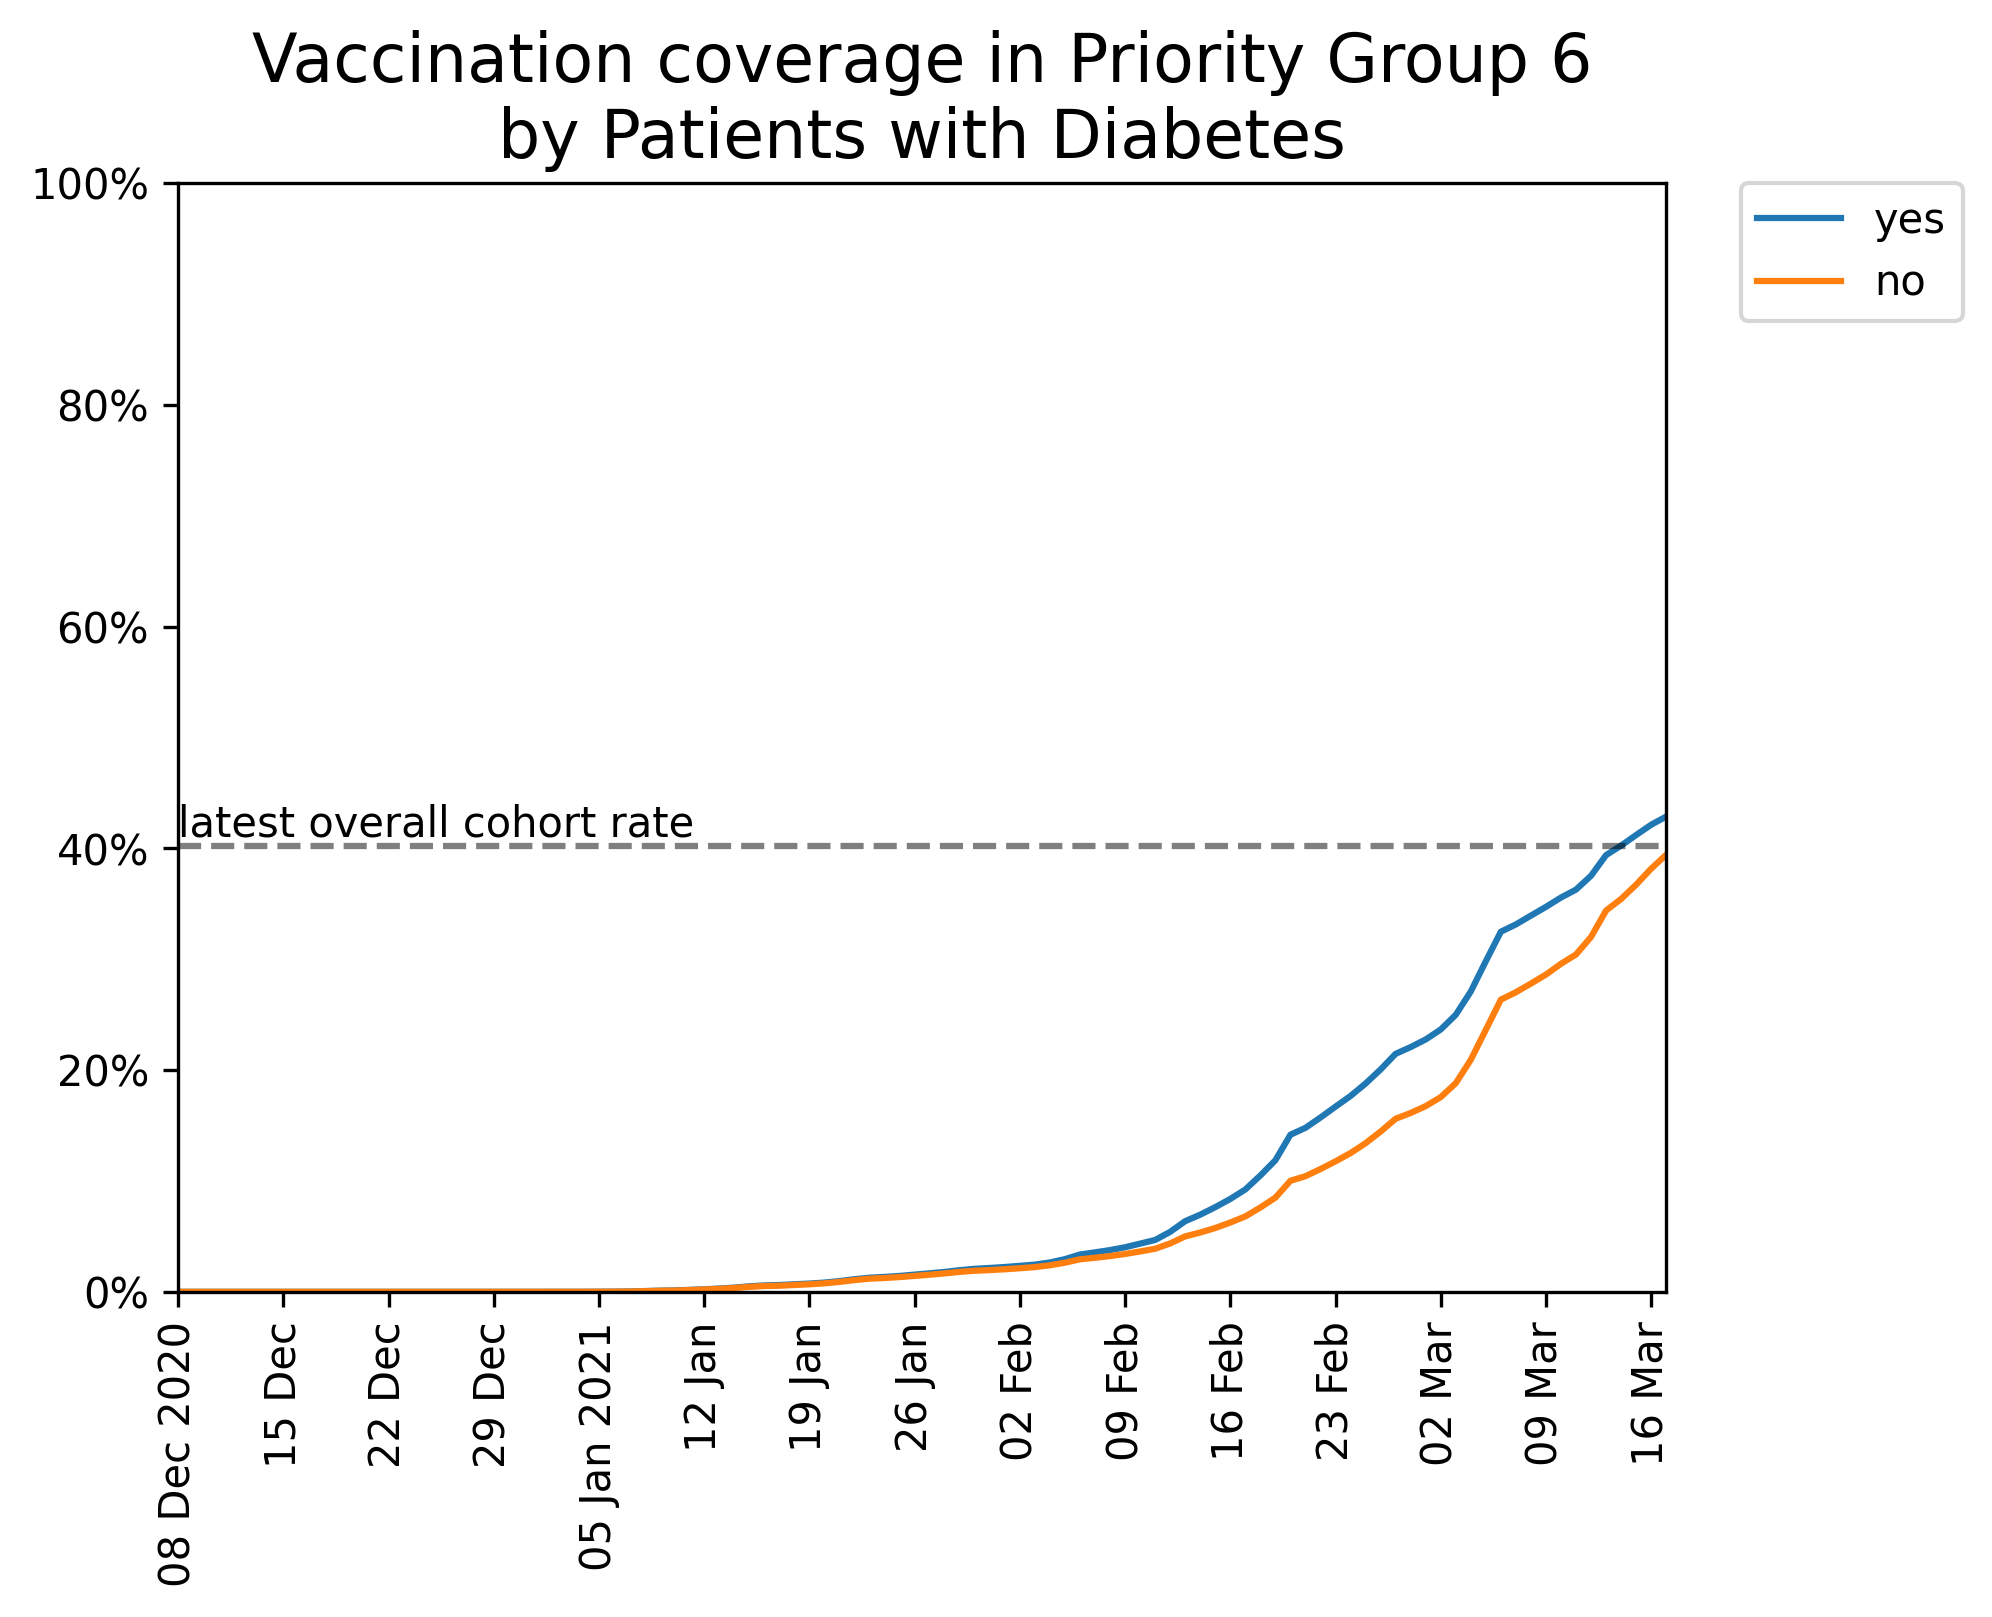 Vaccination coverage in Priority Group 6
by Patients with Diabetes
100%
80%
60%
40%
20%
0%
latest overall cohort rate
yes
no
08 Dec 2020
15 Dec
22 Dec
29 Dec
05 Jan 2021
12 Jan
19 Jan
26 Jan
02 Feb
09 Feb
16 Feb
23 Feb
02 Mar
09 Mar
16 Mar